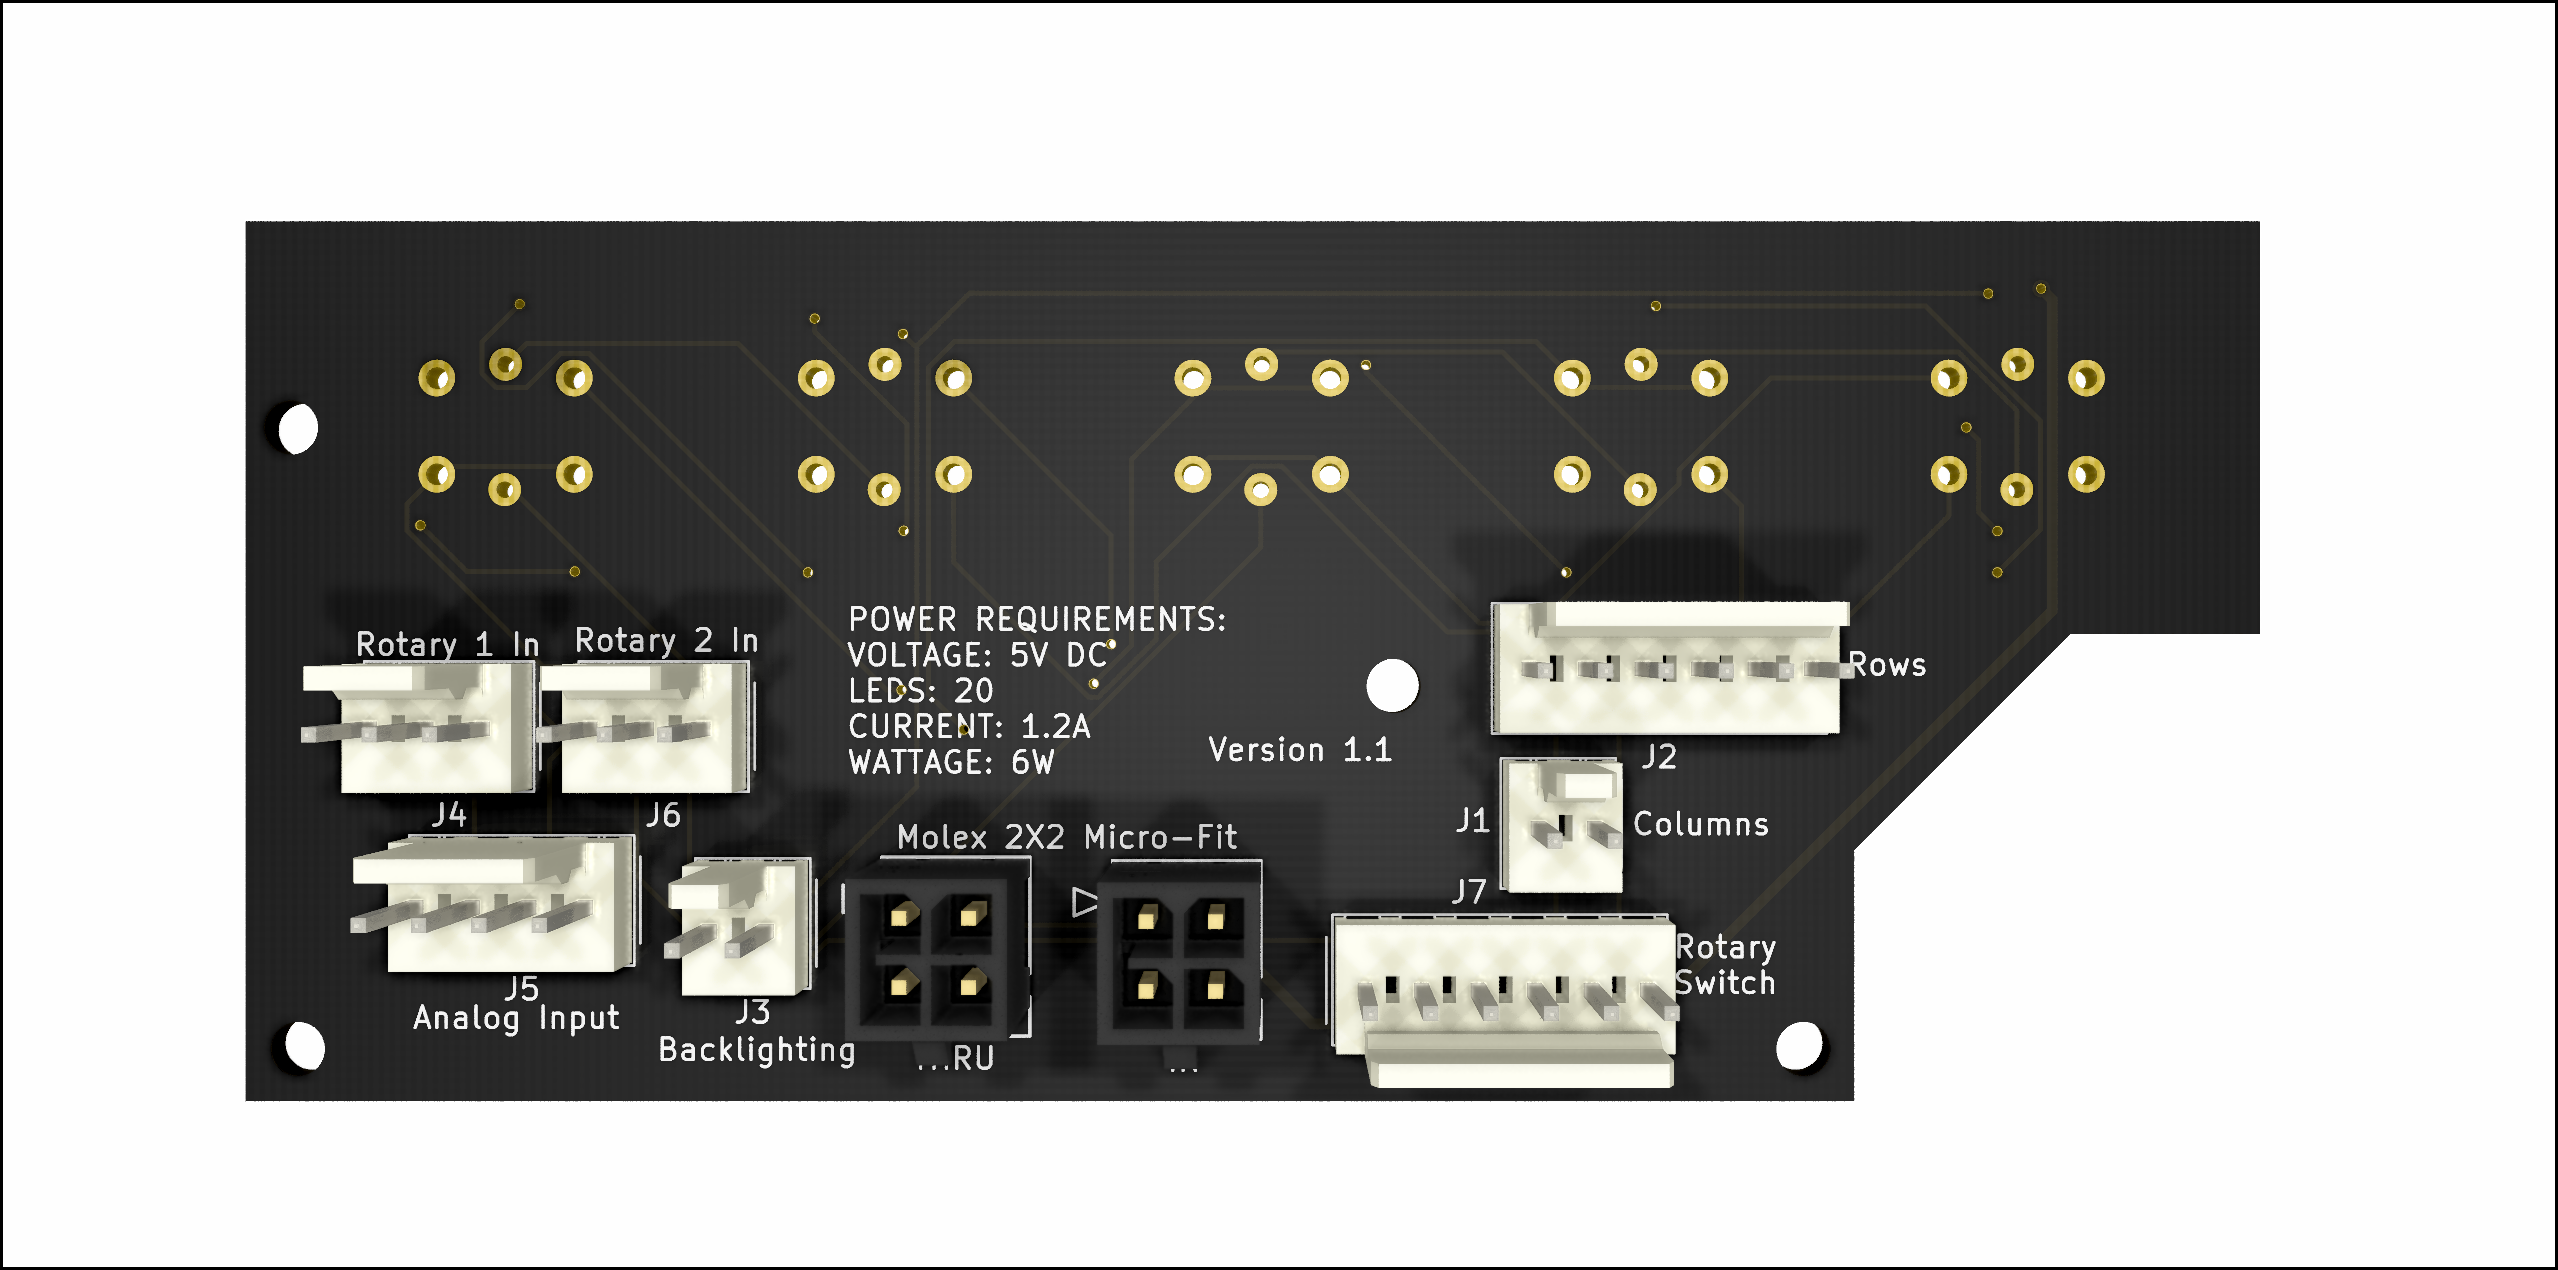 Rotary 1 In
Rotary 2 In
POWER REQUIREMENTS:
VOLTAGE: 5V DC
LEDS: 20
CURRENT: 1.2A
WATTAGE: 6W
Version 1.1
Rows
J2
J4
J6
J1
Columns
Molex 2X2 Micro-Fit
J7
Rotary
Switch
J5
Analog Input
J3
Backlighting
RU